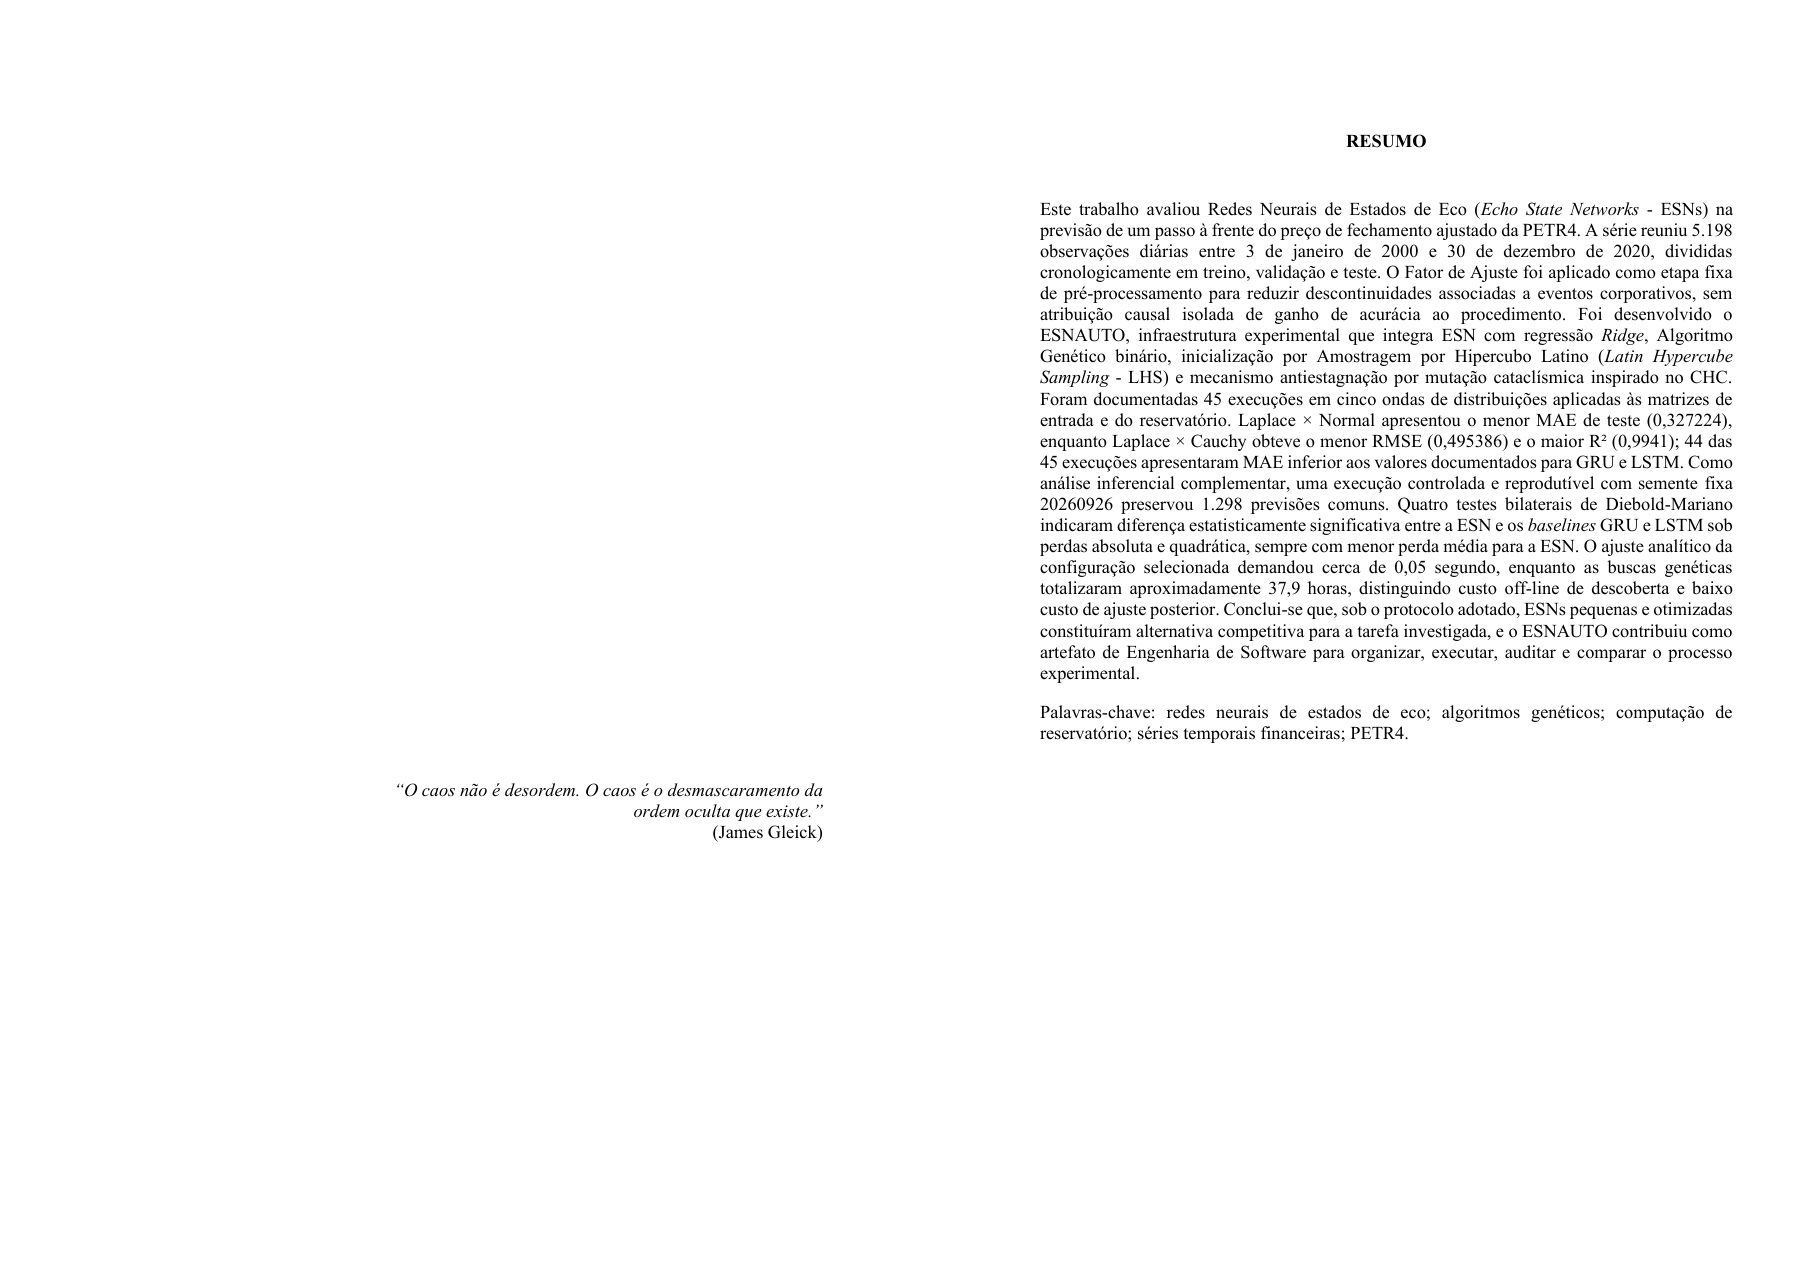 “O caos não é desordem. O caos é o desmascaramento da
ordem oculta que existe.”
(James Gleick)
RESUMO
Este trabalho avaliou Redes Neurais de Estados de Eco (Echo State Networks - ESNs) na
previsão de um passo à frente do preço de fechamento ajustado da PETR4. A série reuniu 5.198
observações diárias entre 3 de janeiro de 2000 e 30 de dezembro de 2020, divididas
cronologicamente em treino, validação e teste. O Fator de Ajuste foi aplicado como etapa fixa
de pré-processamento para reduzir descontinuidades associadas a eventos corporativos, sem
atribuição causal isolada de ganho de acurácia ao procedimento. Foi desenvolvido o
ESNAUTO, infraestrutura experimental que integra ESN com regressão Ridge, Algoritmo
Genético binário, inicialização por Amostragem por Hipercubo Latino (Latin Hypercube
Sampling - LHS) e mecanismo antiestagnação por mutação cataclísmica inspirado no CHC.
Foram documentadas 45 execuções em cinco ondas de distribuições aplicadas às matrizes de
entrada e do reservatório. Laplace × Normal apresentou o menor MAE de teste (0,327224),
enquanto Laplace × Cauchy obteve o menor RMSE (0,495386) e o maior R² (0,9941); 44 das
45 execuções apresentaram MAE inferior aos valores documentados para GRU e LSTM. Como
análise inferencial complementar, uma execução controlada e reprodutível com semente fixa
20260926 preservou 1.298 previsões comuns. Quatro testes bilaterais de Diebold-Mariano
indicaram diferença estatisticamente significativa entre a ESN e os baselines GRU e LSTM sob
perdas absoluta e quadrática, sempre com menor perda média para a ESN. O ajuste analítico da
configuração selecionada demandou cerca de 0,05 segundo, enquanto as buscas genéticas
totalizaram aproximadamente 37,9 horas, distinguindo custo off-line de descoberta e baixo
custo de ajuste posterior. Conclui-se que, sob o protocolo adotado, ESNs pequenas e otimizadas
constituíram alternativa competitiva para a tarefa investigada, e o ESNAUTO contribuiu como
artefato de Engenharia de Software para organizar, executar, auditar e comparar o processo
experimental.
Palavras-chave: redes neurais de estados de eco; algoritmos genéticos; computação de
reservatório; séries temporais financeiras; PETR4.